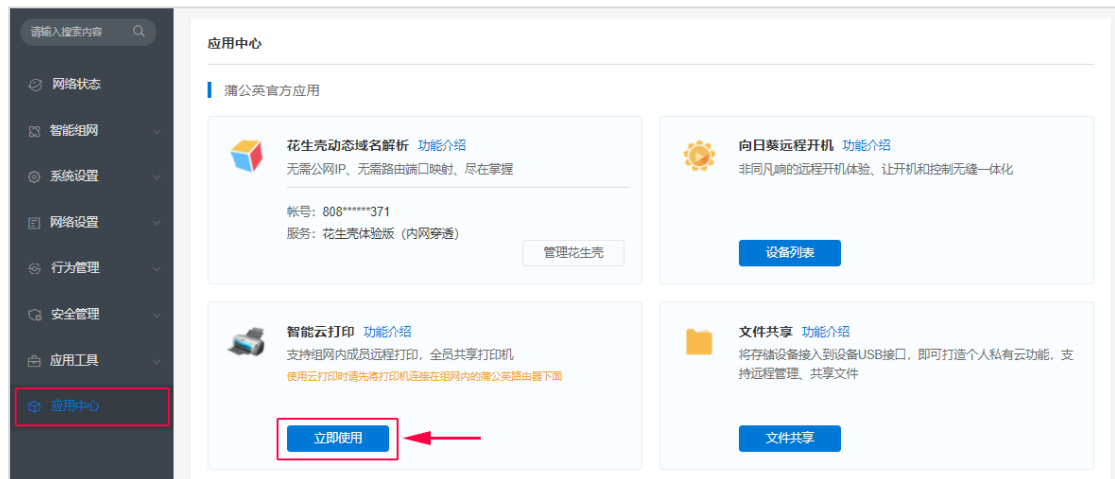 请输入搜索内容
网络状态
智能组网
系统设置
网络设置
行为管理
安全管理
应用工具
应用中心
应用中心
蒲公英官方应用
花生壳动态域名解析 功能介绍
无需公网IP、无需路由端口映射、尽在掌握
帐号：808******371
服务：花生壳体验版（内网穿透）
管理花生壳
向日葵远程开机 功能介绍
非同凡响的远程开机体验、让开机和控制无缝一体化
设备列表
智能云打印 功能介绍
支持组网内成员远程打印，全员共享打印机
使用云打印时请先将打印机连接在组网内的蒲公英路由器下面
立即使用
文件共享 功能介绍
将存储设备接入到设备USB接口，即可打造个人私有云功能，支
持远程管理、共享文件
文件共享